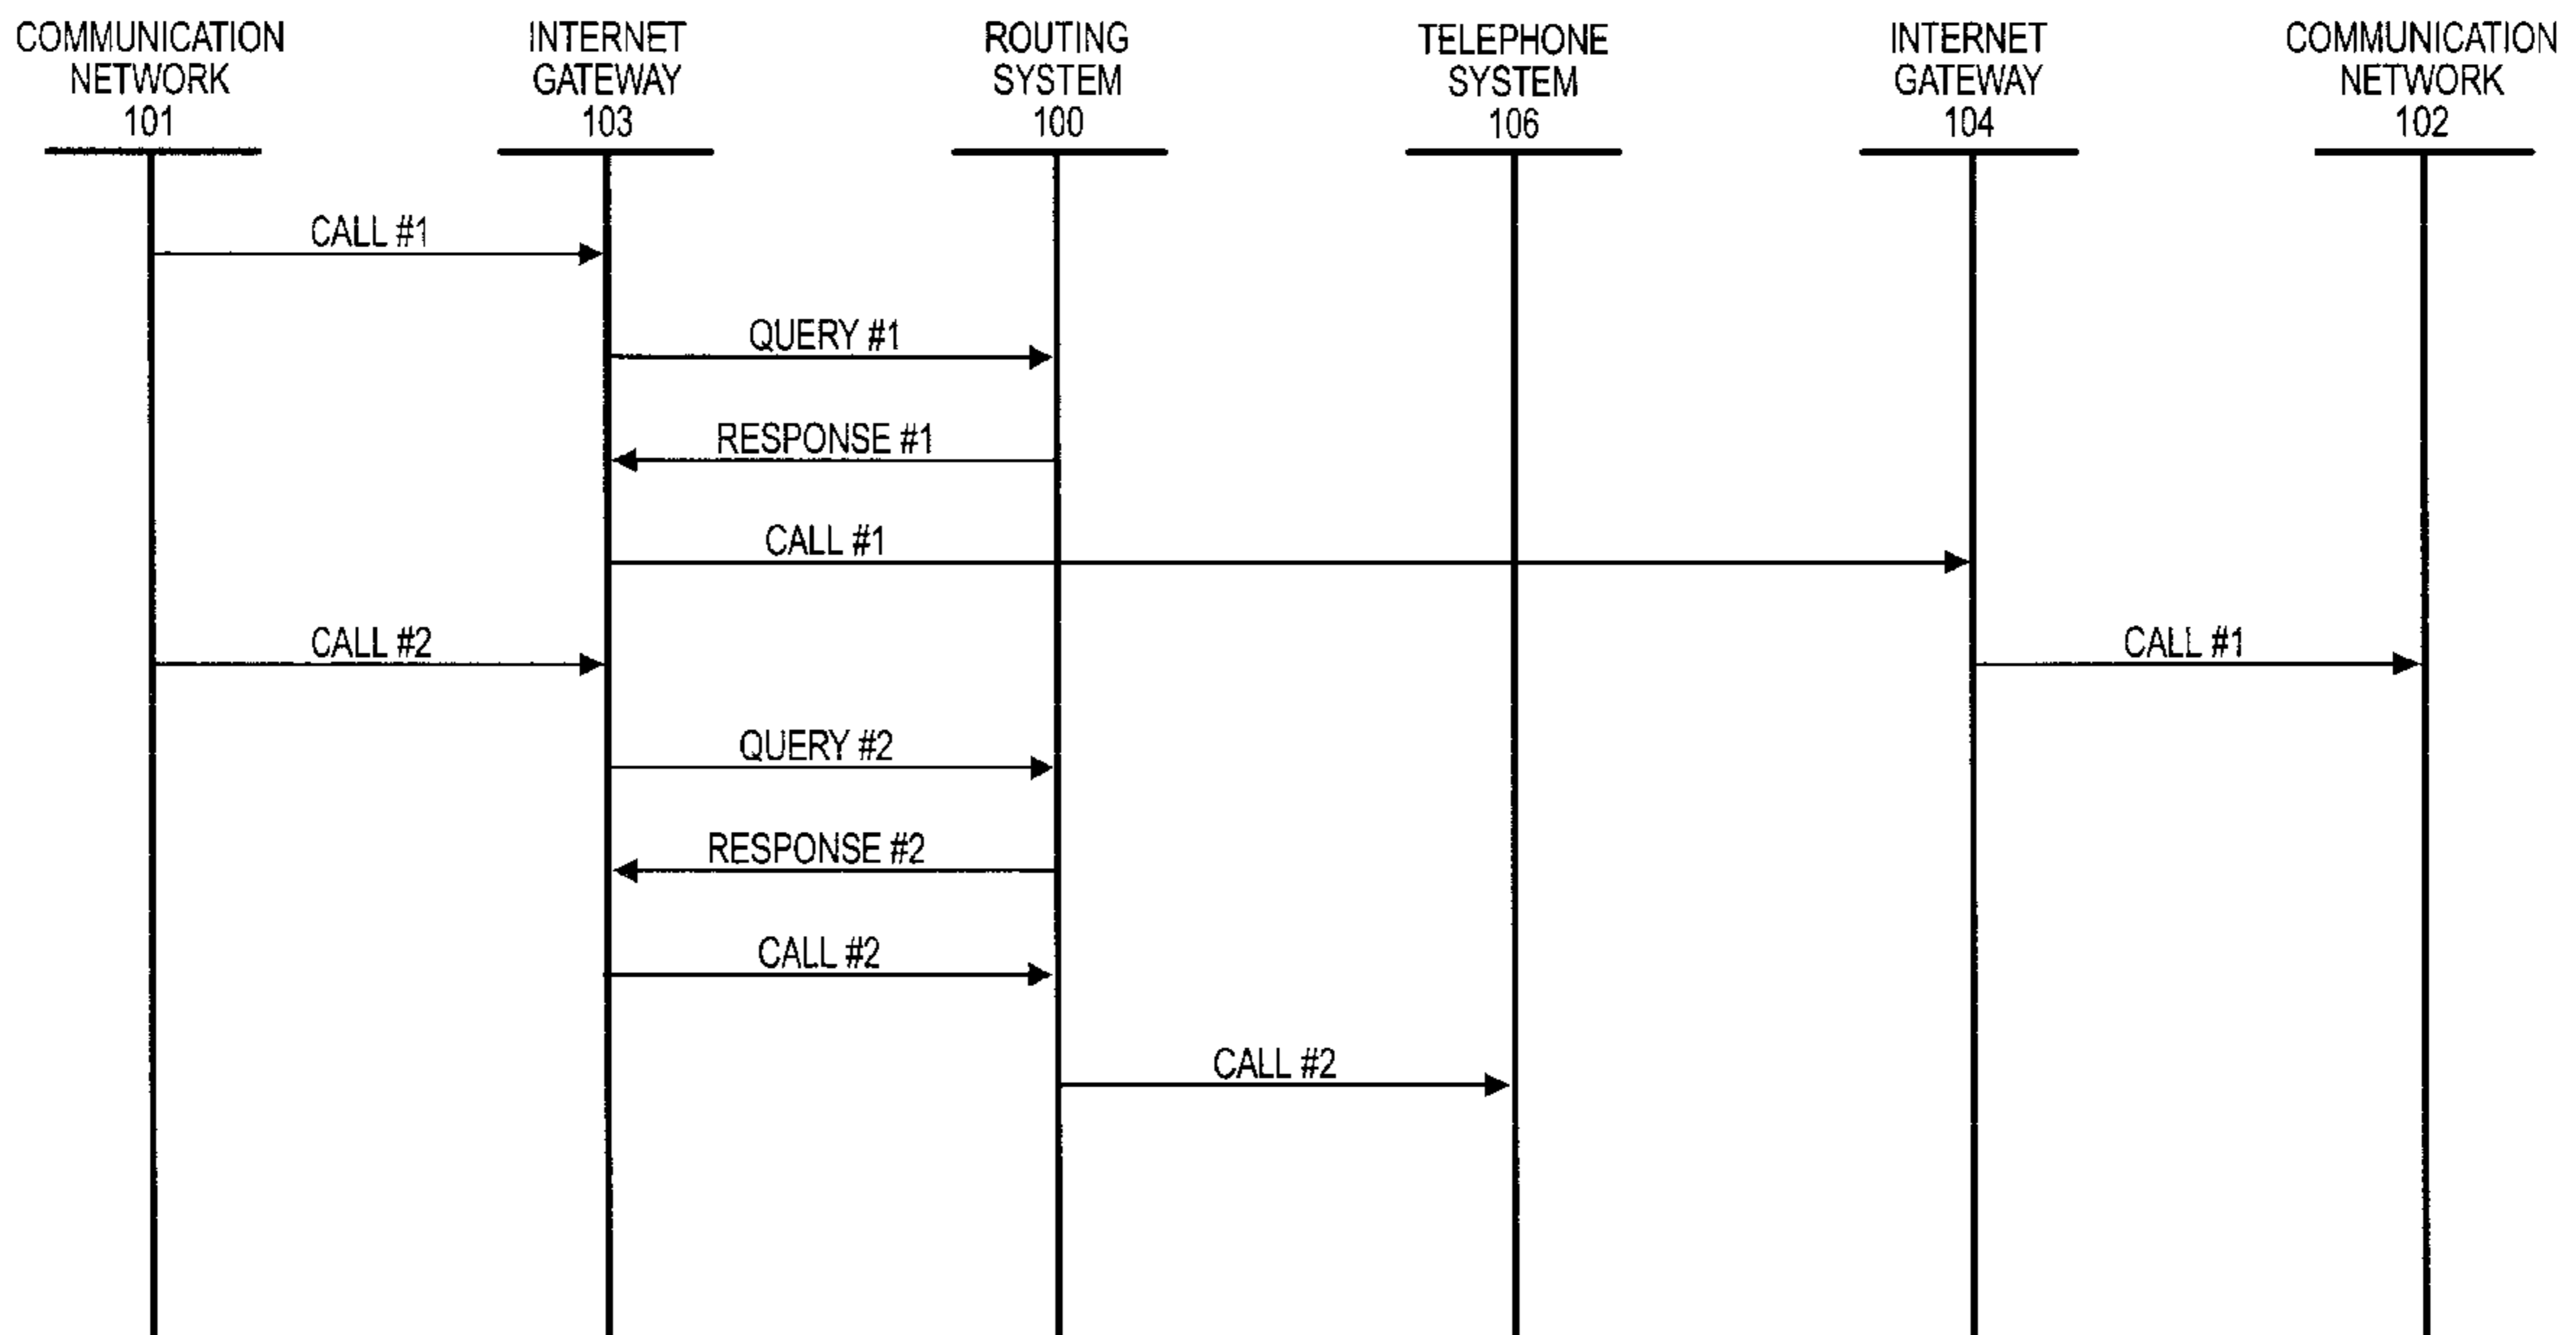 COMMUNICATION
NETWORK
101
INTERNET
GATEWAY
103
ROUTING
SYSTEM
100
TELEPHONE
SYSTEM
106
INTERNET
GATEWAY
104
COMMUNICATION
NETWORK
102
CALL #1
QUERY #1
RESPONSE #1
CALL #1
CALL #2
CALL #1
QUERY #2
RESPONSE #2
CALL #2
CALL #2